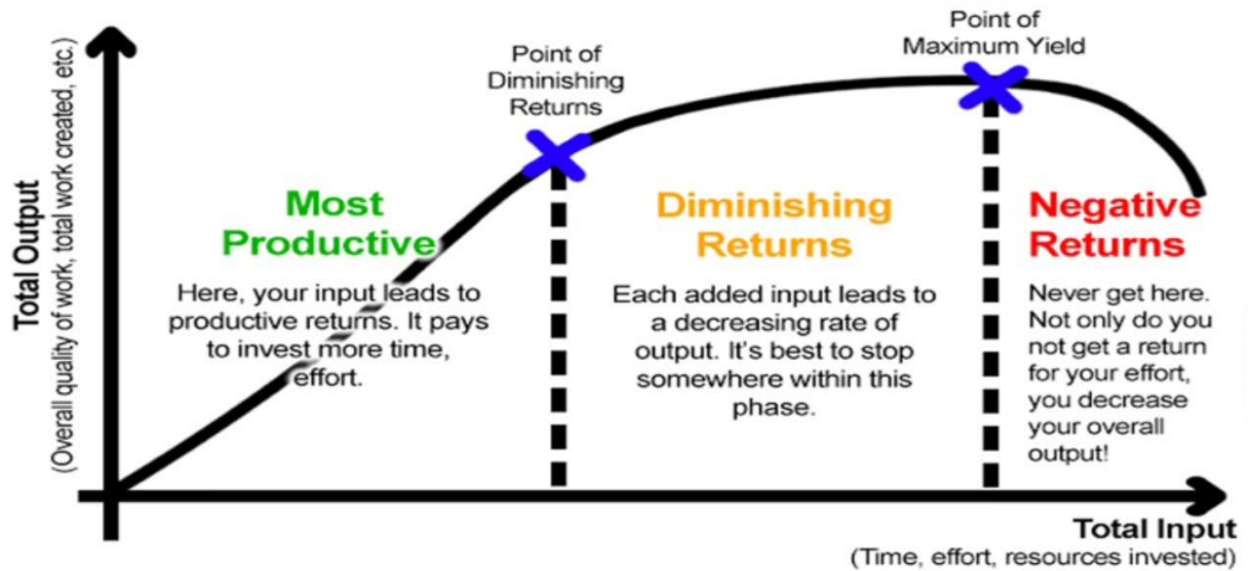 Point of
Maximum Yield
Point of
Diminishing
Returns
Total Output
(Overall quality of work, total work created, etc.)
Most
Productive
Here, your input leads to
productive returns. It pays
to invest more time,
effort.
Diminishing
Returns
Each added input leads to
a decreasing rate of
output. It's best to stop
somewhere within this
phase.
Negative
Returns
Never get here.
Not only do you
not get a return
for your effort,
you decrease
your overall
output!
Total Input
(Time, effort, resources invested)